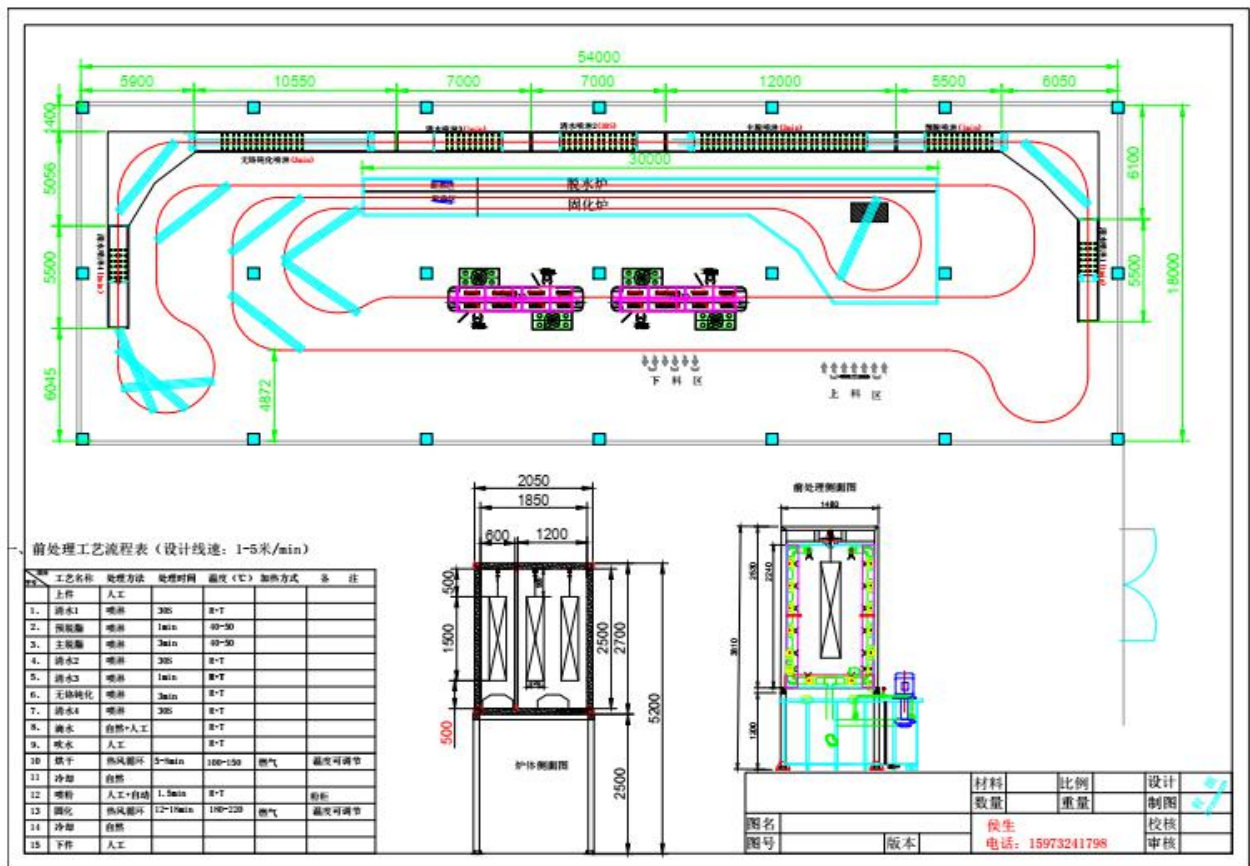 54000
5900
10550
7000
7000
12000
5500
6050
1400
5056
5500
6045
4872
6100
5500
18000
无铬钝化喷淋(3min)
30000
脱水炉
固化炉
下 料 区
上 料 区
2050
1850
600
1200
500
1500
500
2500
2700
5200
2500
炉体侧面图
前处理侧面图
2240
一、前处理工艺流程表（设计线速：1-5米/min）
工艺名称 处理方法 处理时间 温度（℃） 加热方式 备 注
上件 人工
1. 清水1 喷淋 30S R·T
2. 预脱脂 喷淋 1min 40-50
3. 主脱脂 喷淋 3min 40-50
4. 清水2 喷淋 30S R·T
5. 清水3 喷淋 1min R·T
6. 无铬钝化 喷淋 3min R·T
7. 清水4 喷淋 30S R·T
8. 滴水 自然+人工 R·T
9. 吹水 人工 R·T
10 烘干 热风循环 5-8min 100-150 燃气 温度可调节
11 冷却 自然
12 喷粉 人工+自动 1.5min R·T 粉柜
13 固化 热风循环 12-18min 180-220 燃气 温度可调节
14 冷却 自然
15 下件 人工
材料 比例 设计
数量 重量 制图
图名 侯生 校核
图号 版本 电话：15973241798 审核